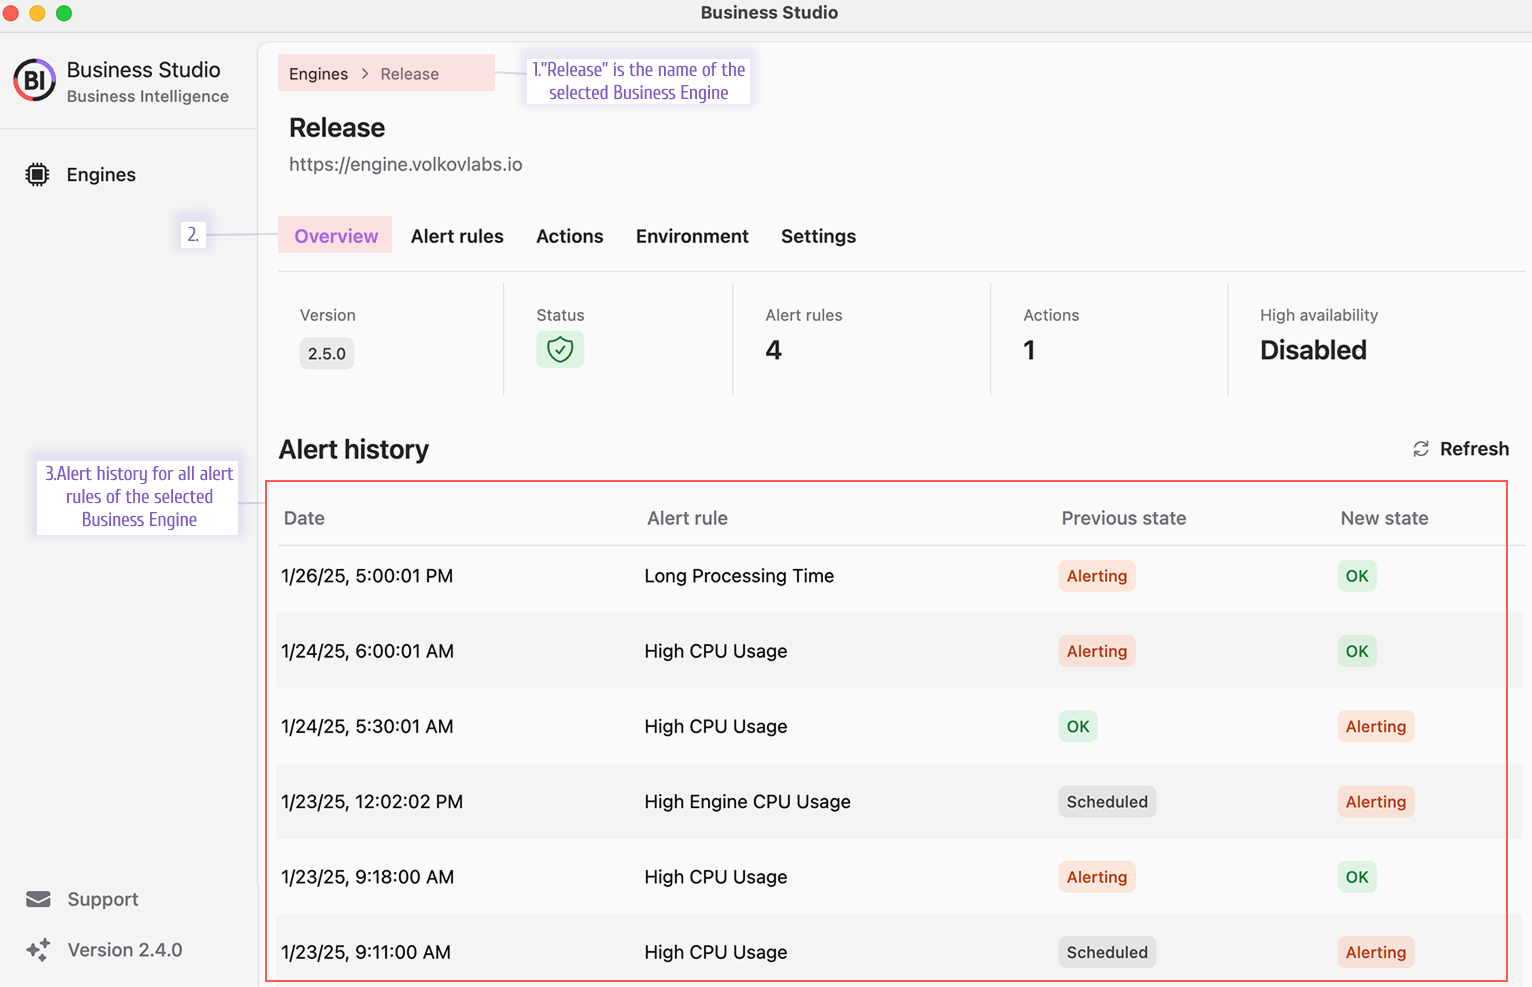 Business Studio
BI
Business Studio
Business Intelligence
Engines
Support
Version 2.4.0
Engines > Release
1."Release" is the name of the
selected Business Engine
Release
https://engine.volkovlabs.io
2.
Overview Alert rules Actions Environment Settings
Version Status Alert rules Actions High availability
2.5.0 4 1 Disabled
Alert history Refresh
3.Alert history for all alert
rules of the selected
Business Engine
Date Alert rule Previous state New state
1/26/25, 5:00:01 PM Long Processing Time Alerting OK
1/24/25, 6:00:01 AM High CPU Usage Alerting OK
1/24/25, 5:30:01 AM High CPU Usage OK Alerting
1/23/25, 12:02:02 PM High Engine CPU Usage Scheduled Alerting
1/23/25, 9:18:00 AM High CPU Usage Alerting OK
1/23/25, 9:11:00 AM High CPU Usage Scheduled Alerting